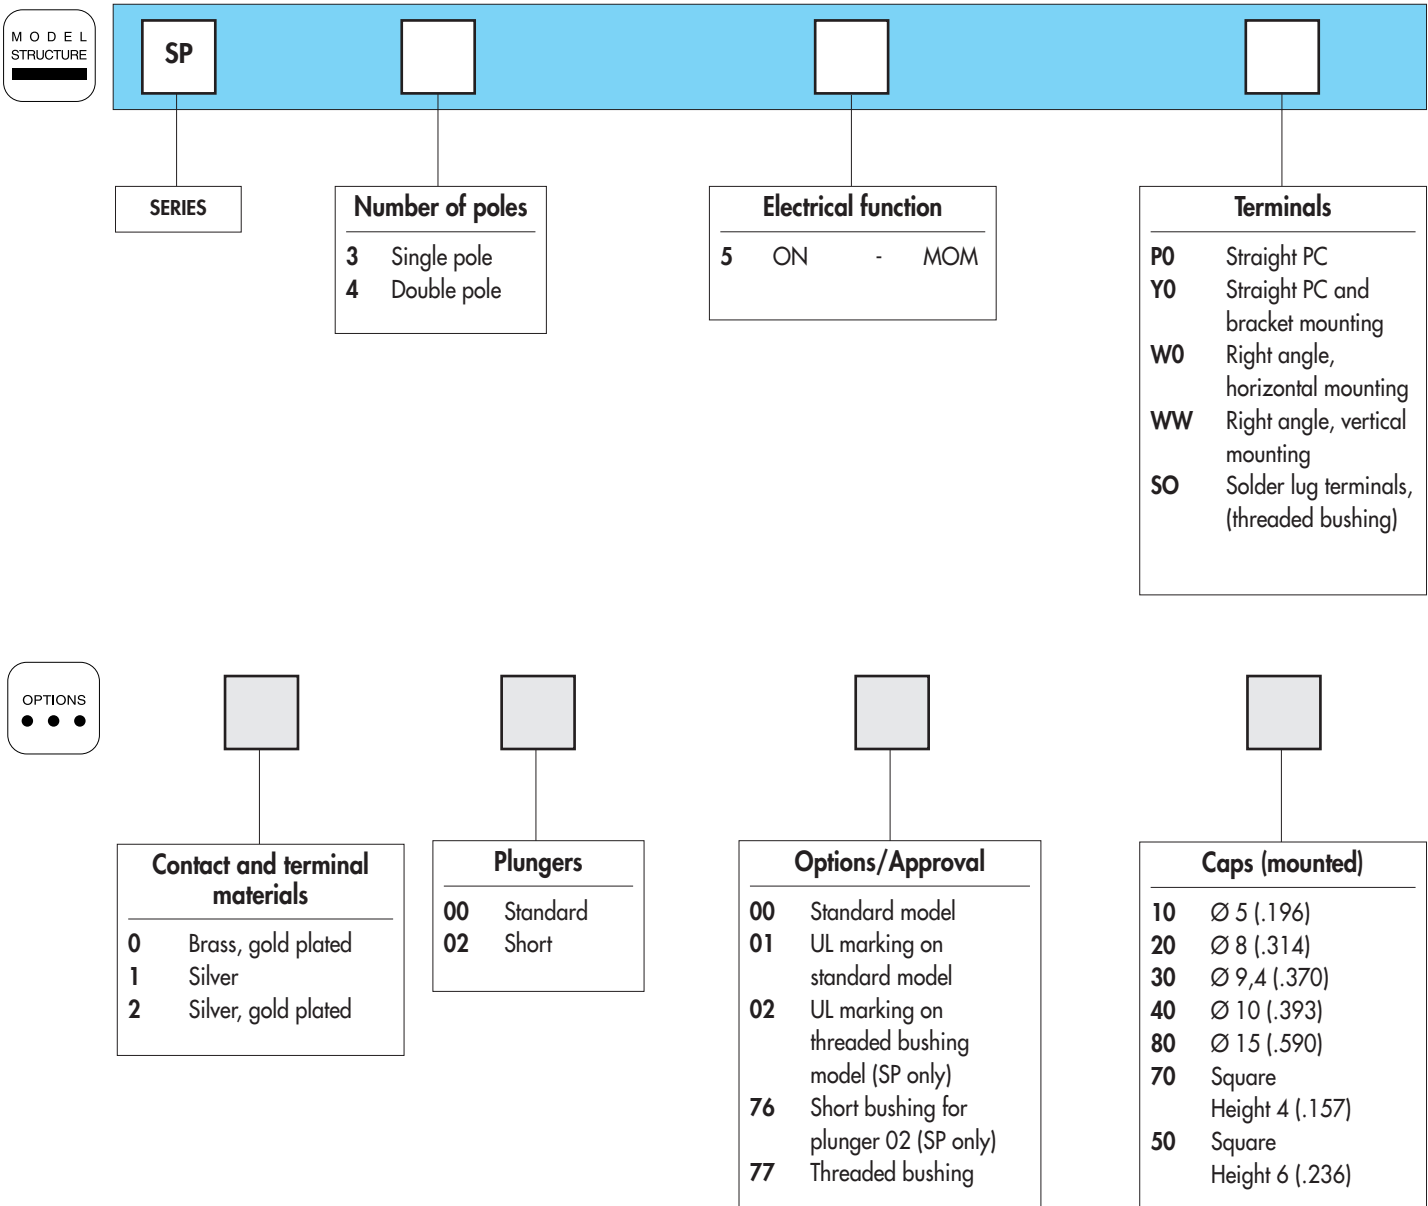 MODEL
STRUCTURE
SP
SERIES
Number of poles
3 Single pole
4 Double pole
Electrical function
5 ON - MOM
Terminals
P0 Straight PC
Y0 Straight PC and
bracket mounting
W0 Right angle,
horizontal mounting
WW Right angle, vertical
mounting
SO Solder lug terminals,
(threaded bushing)
OPTIONS
Contact and terminal
materials
0 Brass, gold plated
1 Silver
2 Silver, gold plated
Plungers
00 Standard
02 Short
Options/Approval
00 Standard model
01 UL marking on
standard model
02 UL marking on
threaded bushing
model (SP only)
76 Short bushing for
plunger 02 (SP only)
77 Threaded bushing
Caps (mounted)
10 Ø 5 (.196)
20 Ø 8 (.314)
30 Ø 9,4 (.370)
40 Ø 10 (.393)
80 Ø 15 (.590)
70 Square
Height 4 (.157)
50 Square
Height 6 (.236)